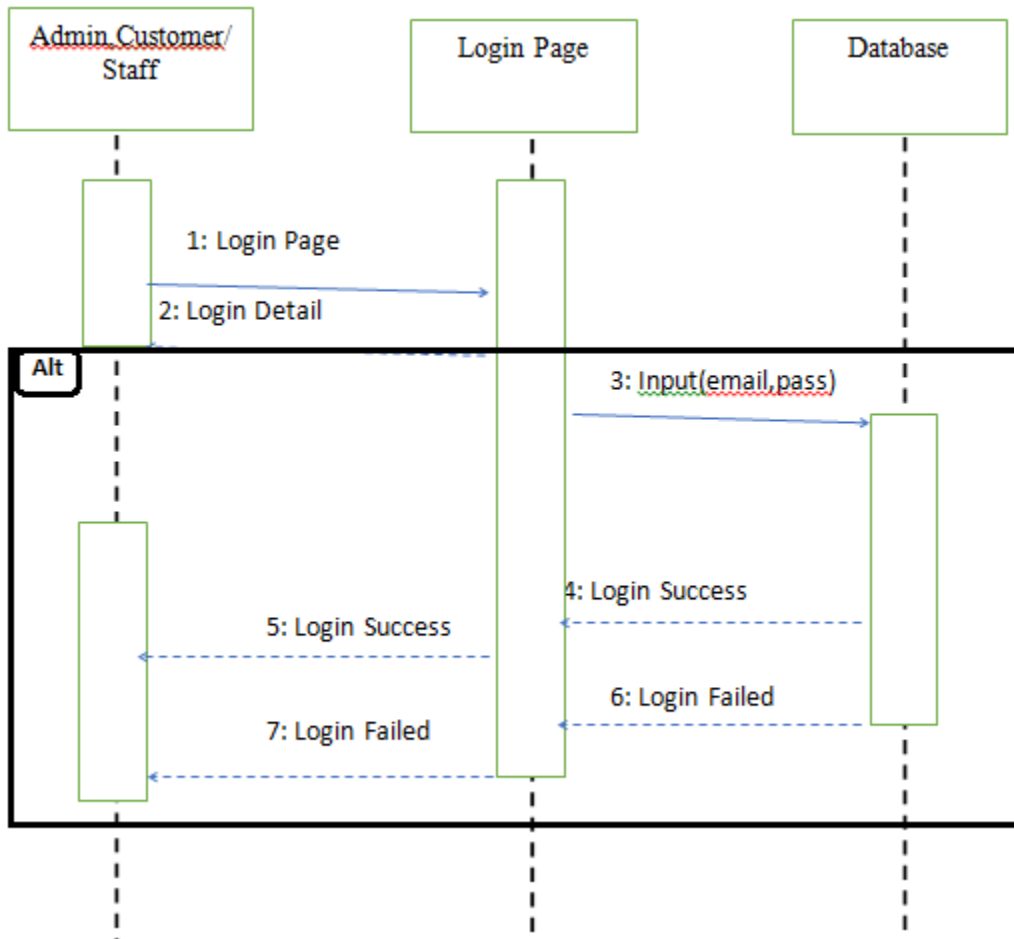 Admin,Customer/
Staff
Login Page
Database
1: Login Page
2: Login Detail
Alt
3: Input(email,pass)
4: Login Success
5: Login Success
6: Login Failed
7: Login Failed